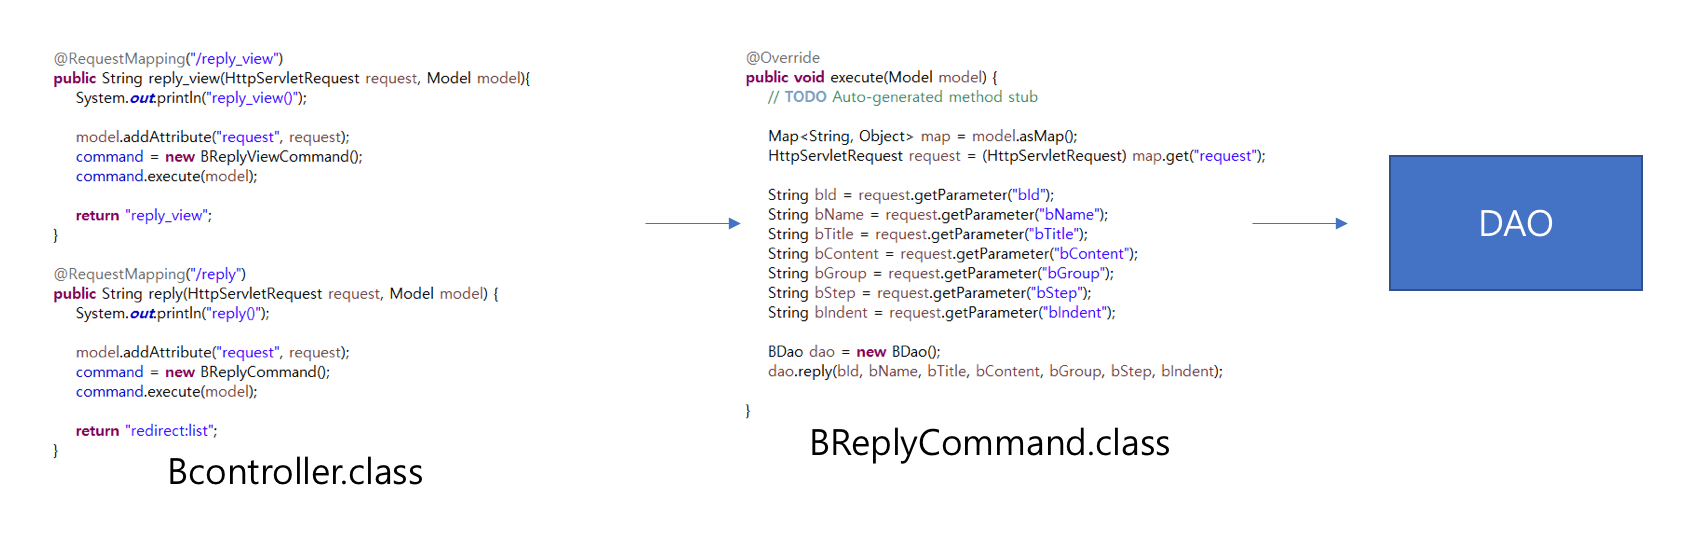 @RequestMapping("/reply_view")
public String reply_view(HttpServletRequest request, Model model){
System.out.println("reply_view()");
model.addAttribute("request", request);
command = new BReplyViewCommand();
command.execute(model);
return "reply_view";
}
@RequestMapping("/reply")
public String reply(HttpServletRequest request, Model model) {
System.out.println("reply()");
model.addAttribute("request", request);
command = new BReplyCommand();
command.execute(model);
return "redirect:list";
}
Bcontroller.class
@Override
public void execute(Model model) {
// TODO Auto-generated method stub
Map<String, Object> map = model.asMap();
HttpServletRequest request = (HttpServletRequest) map.get("request");
String bId = request.getParameter("bId");
String bName = request.getParameter("bName");
String bTitle = request.getParameter("bTitle");
String bContent = request.getParameter("bContent");
String bGroup = request.getParameter("bGroup");
String bStep = request.getParameter("bStep");
String bIndent = request.getParameter("bIndent");
BDao dao = new BDao();
dao.reply(bId, bName, bTitle, bContent, bGroup, bStep, bIndent);
}
BReplyCommand.class
DAO